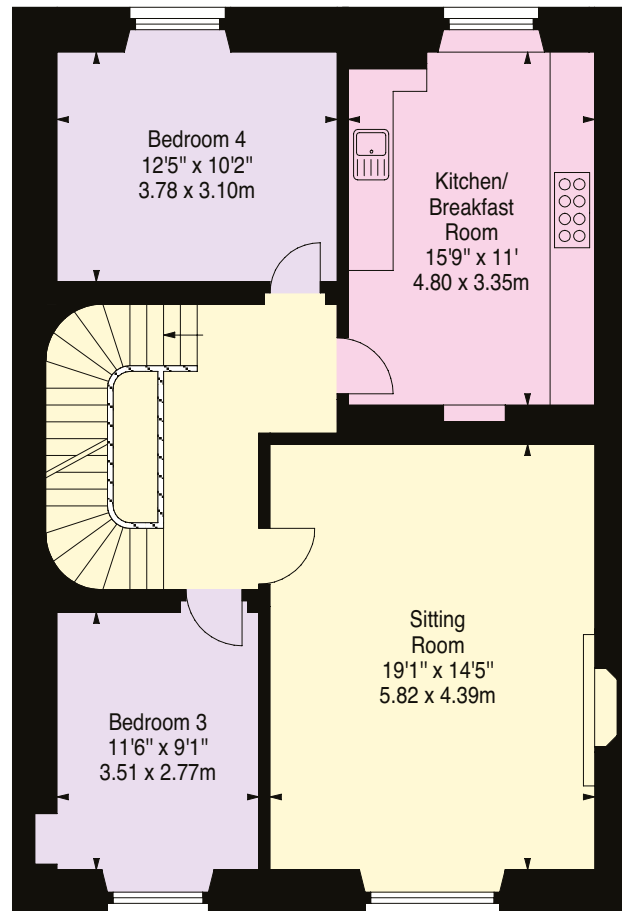 Bedroom 4
12'5" x 10'2"
3.78 x 3.10m
Kitchen/
Breakfast
Room
15'9" x 11'
4.80 x 3.35m
Sitting
Room
19'1" x 14'5"
5.82 x 4.39m
Bedroom 3
11'6" x 9'1"
3.51 x 2.77m